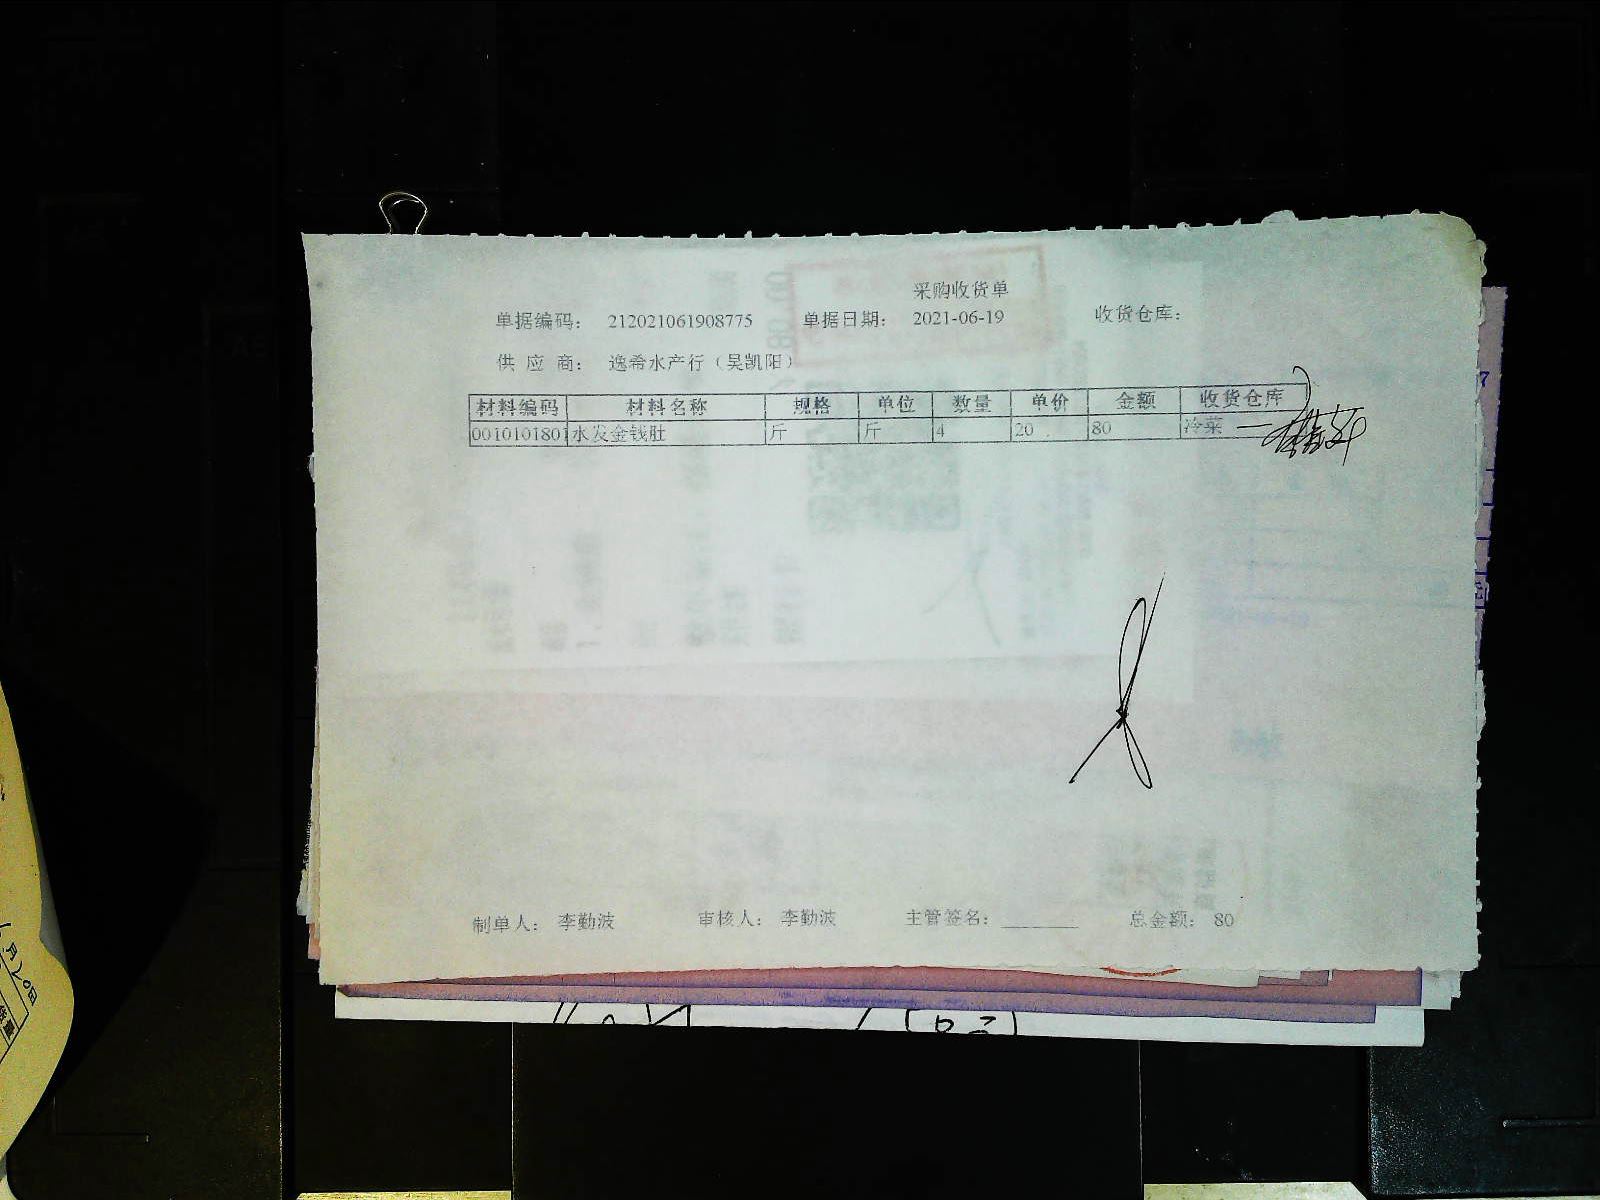 采购收货单
单据编码： 212021061908775 单据日期： 2021-06-19 收货仓库：
供 应 商： 逸希水产行（吴凯阳）
材料编码 材料名称 规格 单位 数量 单价 金额 收货仓库
0010101801 水发金钱肚 斤 斤 4 20 80 冷菜
制单人： 李勤波 审核人： 李勤波 主管签名： 总金额： 80
月20日